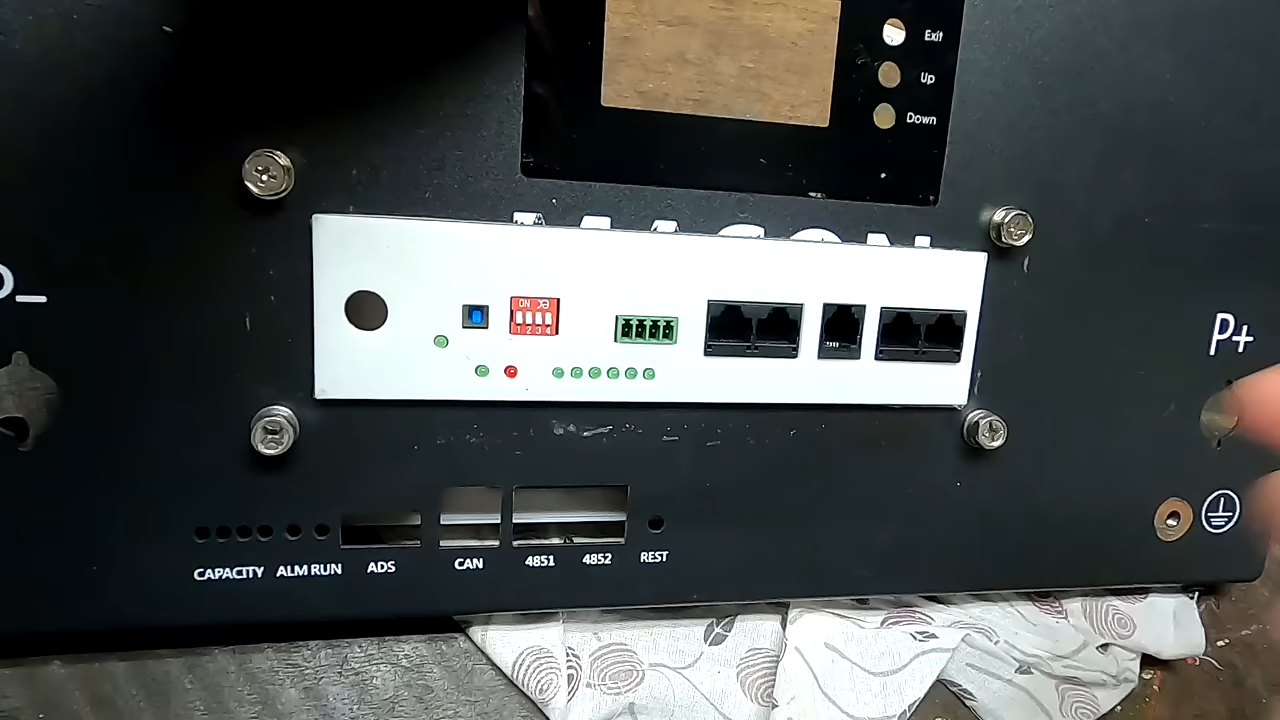 Exit
Up
Down
ON
1 2 3 4
P+
CAPACITY
ALM RUN
ADS
CAN
4851
4852
REST